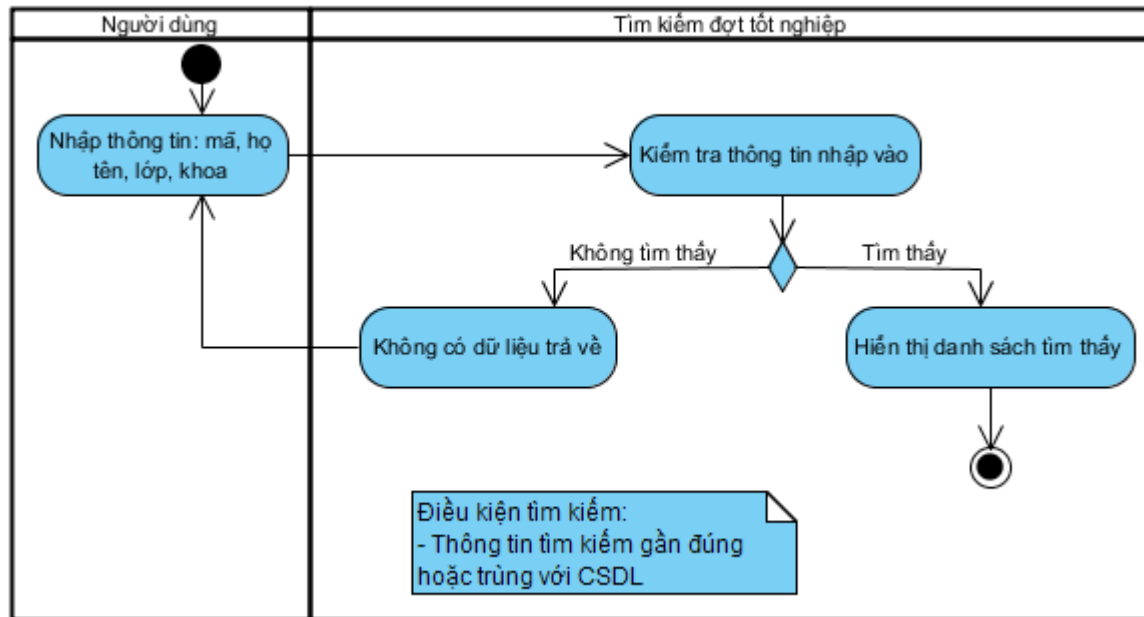 Người dùng
Tìm kiếm đợt tốt nghiệp
Nhập thông tin: mã, họ
tên, lớp, khoa
Kiểm tra thông tin nhập vào
Không tìm thấy
Tìm thấy
Không có dữ liệu trả về
Hiển thị danh sách tìm thấy
Điều kiện tìm kiếm:
- Thông tin tìm kiếm gần đúng
hoặc trùng với CSDL